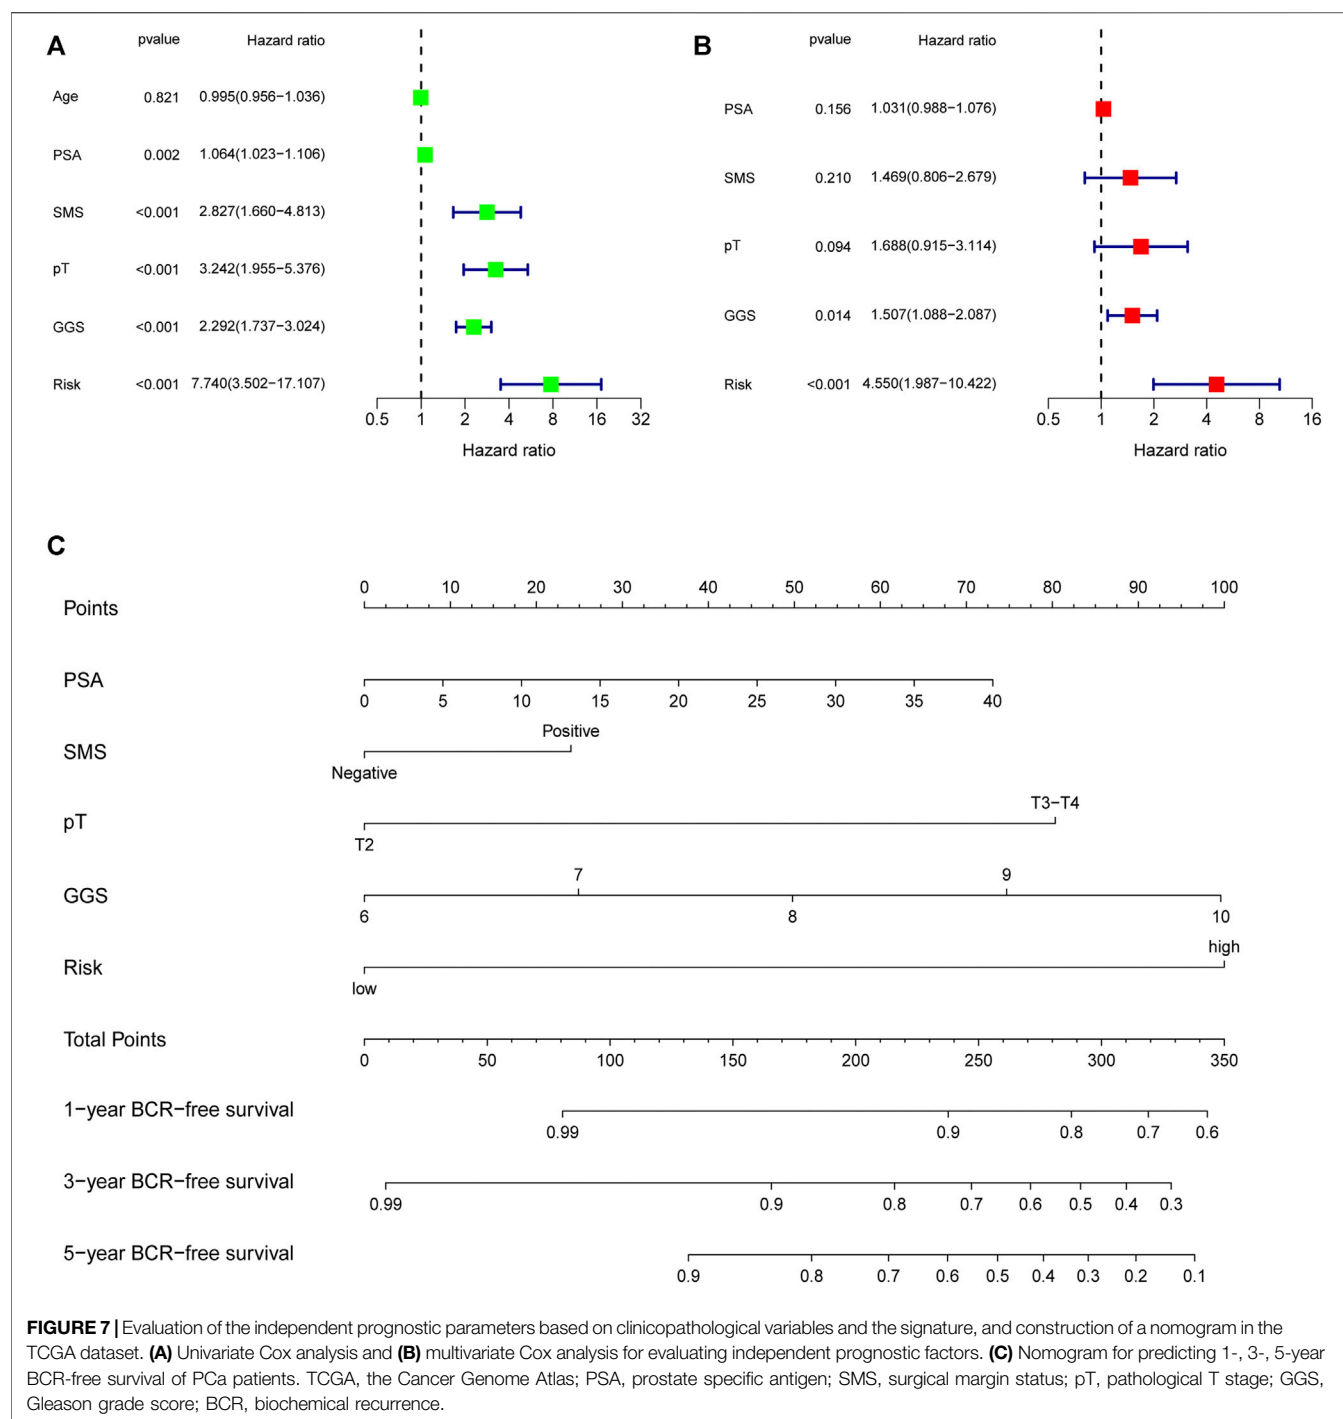 A
pvalue Hazard ratio
Age 0.821 0.995(0.956−1.036)
PSA 0.002 1.064(1.023−1.106)
SMS <0.001 2.827(1.660−4.813)
pT <0.001 3.242(1.955−5.376)
GGS <0.001 2.292(1.737−3.024)
Risk <0.001 7.740(3.502−17.107)
0.5 1 2 4 8 16 32
Hazard ratio
B
pvalue Hazard ratio
PSA 0.156 1.031(0.988−1.076)
SMS 0.210 1.469(0.806−2.679)
pT 0.094 1.688(0.915−3.114)
GGS 0.014 1.507(1.088−2.087)
Risk <0.001 4.550(1.987−10.422)
0.5 1 2 4 8 16
Hazard ratio
C
0 10 20 30 40 50 60 70 80 90 100
Points
PSA
0 5 10 15 20 25 30 35 40
Positive
SMS
Negative
T3−T4
pT
T2
7 9
GGS
6 8 10
high
Risk
low
Total Points
0 50 100 150 200 250 300 350
1−year BCR−free survival
0.99 0.9 0.8 0.7 0.6
3−year BCR−free survival
0.99 0.9 0.8 0.7 0.6 0.5 0.4 0.3
5−year BCR−free survival
0.9 0.8 0.7 0.6 0.5 0.4 0.3 0.2 0.1
FIGURE 7 | Evaluation of the independent prognostic parameters based on clinicopathological variables and the signature, and construction of a nomogram in the
TCGA dataset. (A) Univariate Cox analysis and (B) multivariate Cox analysis for evaluating independent prognostic factors. (C) Nomogram for predicting 1-, 3-, 5-year
BCR-free survival of PCa patients. TCGA, the Cancer Genome Atlas; PSA, prostate specific antigen; SMS, surgical margin status; pT, pathological T stage; GGS,
Gleason grade score; BCR, biochemical recurrence.